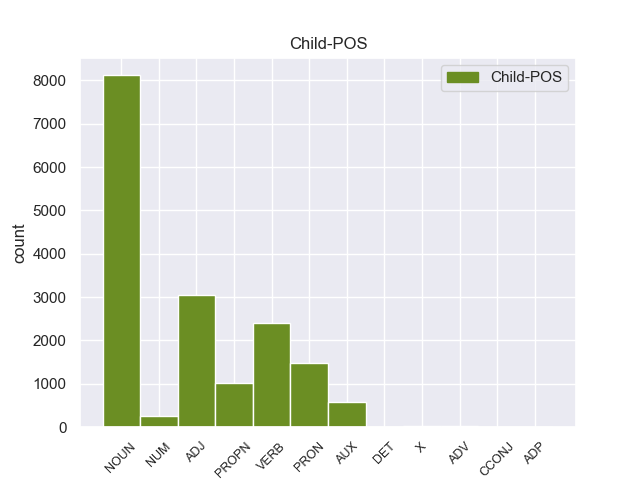 Child-POS
Child-POS
count
8000
7000
6000
5000
4000
3000
2000
1000
0
NOUN NUM ADJ PROPN VERB PRON AUX DET X ADV CCONJ ADP